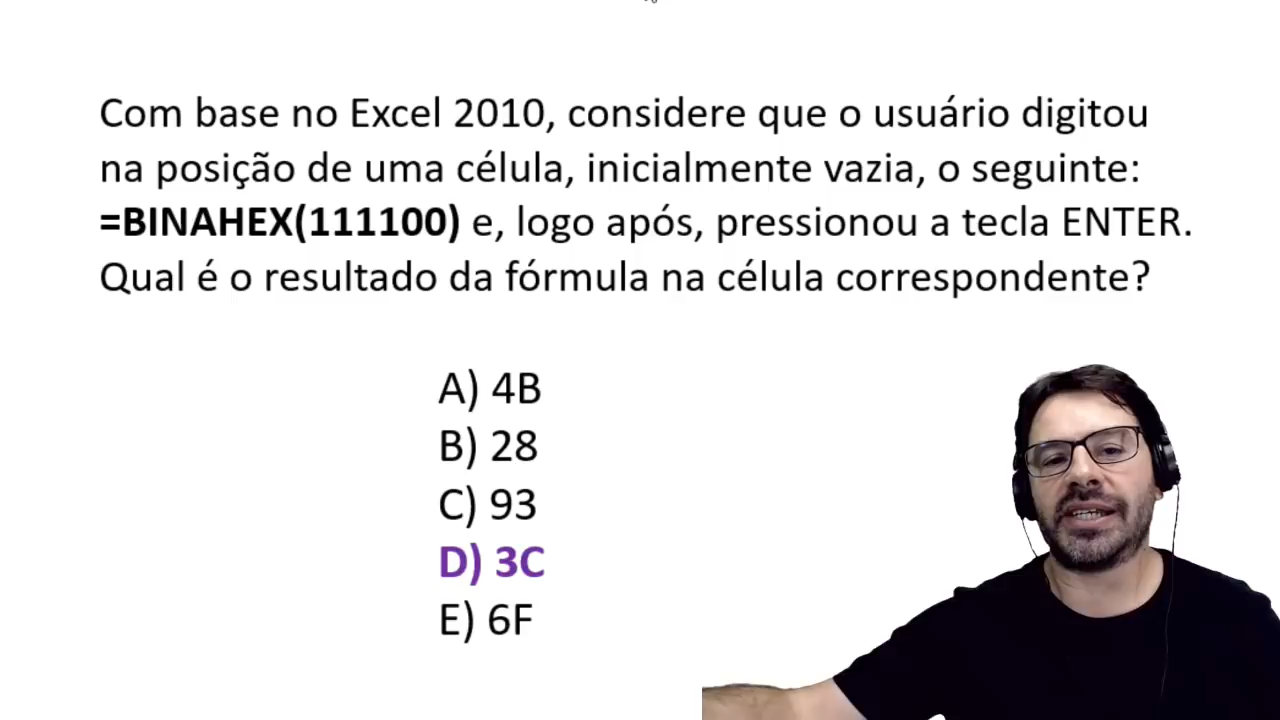 Com base no Excel 2010, considere que o usuário digitou
na posição de uma célula, inicialmente vazia, o seguinte:
=BINAHEX(111100) e, logo após, pressionou a tecla ENTER.
Qual é o resultado da fórmula na célula correspondente?
A) 4B
B) 28
C) 93
D) 3C
E) 6F